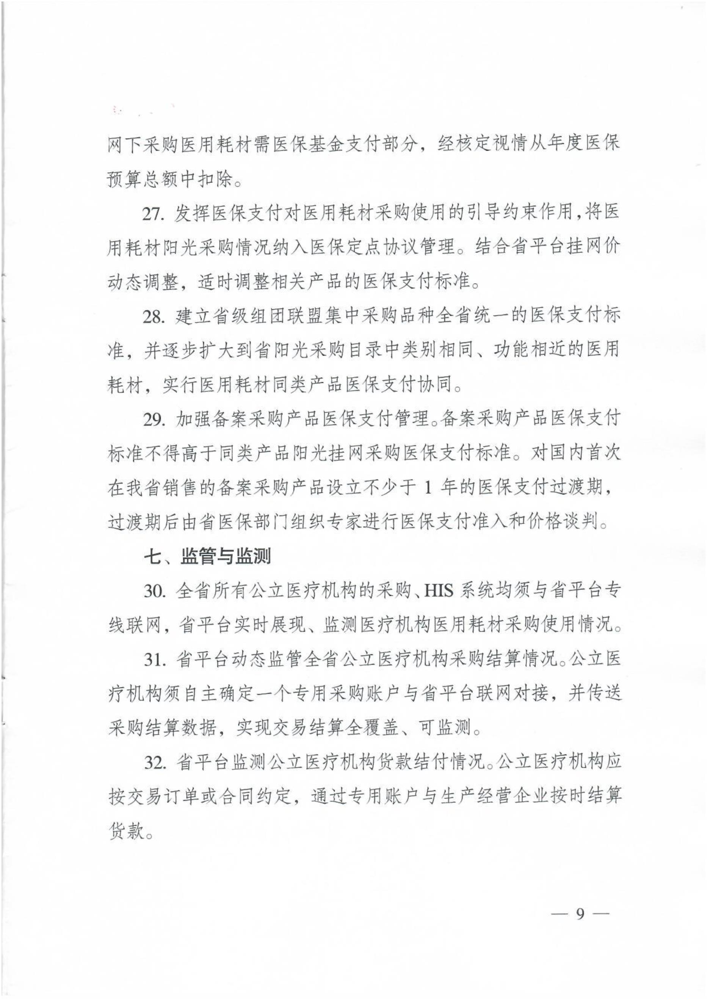 网下采购医用耗材需医保基金支付部分，经核定视情从年度医保
预算总额中扣除。
27. 发挥医保支付对医用耗材采购使用的引导约束作用，将医
用耗材阳光采购情况纳入医保定点协议管理。结合省平台挂网价
动态调整，适时调整相关产品的医保支付标准。
28. 建立省级组团联盟集中采购品种全省统一的医保支付标
准，并逐步扩大到省阳光采购目录中类别相同、功能相近的医用
耗材，实行医用耗材同类产品医保支付协同。
29. 加强备案采购产品医保支付管理。备案采购产品医保支付
标准不得高于同类产品阳光挂网采购医保支付标准。对国内首次
在我省销售的备案采购产品设立不少于 1 年的医保支付过渡期，
过渡期后由省医保部门组织专家进行医保支付准入和价格谈判。
七、监管与监测
30. 全省所有公立医疗机构的采购、HIS 系统均须与省平台专
线联网，省平台实时展现、监测医疗机构医用耗材采购使用情况。
31. 省平台动态监管全省公立医疗机构采购结算情况。公立医
疗机构须自主确定一个专用采购账户与省平台联网对接，并传送
采购结算数据，实现交易结算全覆盖、可监测。
32. 省平台监测公立医疗机构货款结付情况。公立医疗机构应
按交易订单或合同约定，通过专用账户与生产经营企业按时结算
货款。
— 9 —